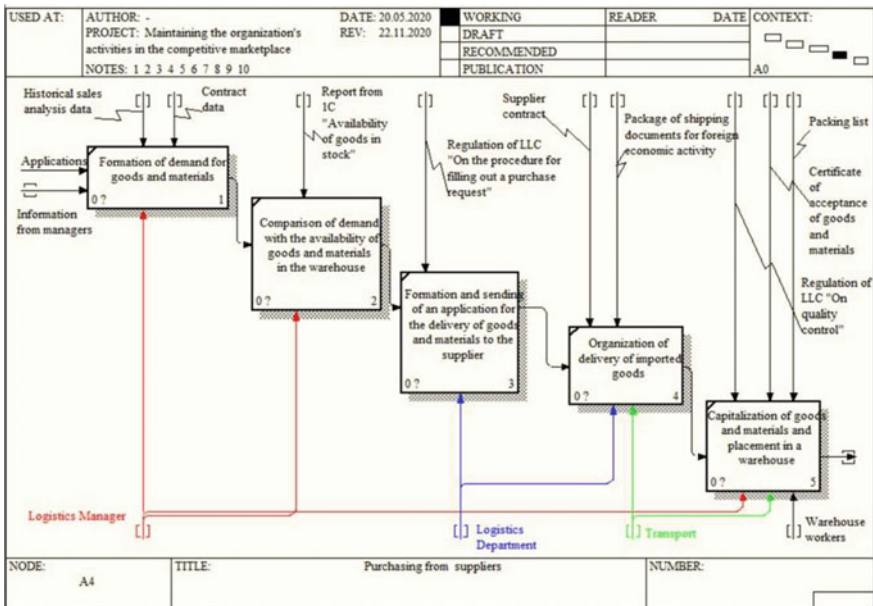 USED AT:
AUTHOR: -
DATE: 20.05.2020
PROJECT: Maintaining the organization's
activities in the competitive marketplace
REV: 22.11.2020
NOTES: 1 2 3 4 5 6 7 8 9 10
WORKING
DRAFT
RECOMMENDED
PUBLICATION
READER
DATE
CONTEXT:
A0
Historical sales
analysis data
Contract
data
Report from
1C
"Availability
of goods in
stock"
Regulation of LLC
"On the procedure for
filling out a purchase
request"
Supplier
contract
Package of shipping
documents for foreign
economic activity
Packing list
Certificate
of
acceptance
of goods
and
materials
Regulation of
LLC "On
quality
control"
Applications
Information
from managers
Formation of demand for
goods and materials
0 ?
1
Comparison of demand
with the availability of
goods and materials
in the warehouse
0 ?
2
Formation and sending
of an application for
the delivery of goods
and materials to the
supplier
0 ?
3
Organization of
delivery of imported
goods
0 ?
4
Capitalization of goods
and materials and
placement in a
warehouse
0 ?
5
Logistics Manager
Logistics
Department
Transport
Warehouse
workers
NODE:
A4
TITLE:
Purchasing from suppliers
NUMBER: